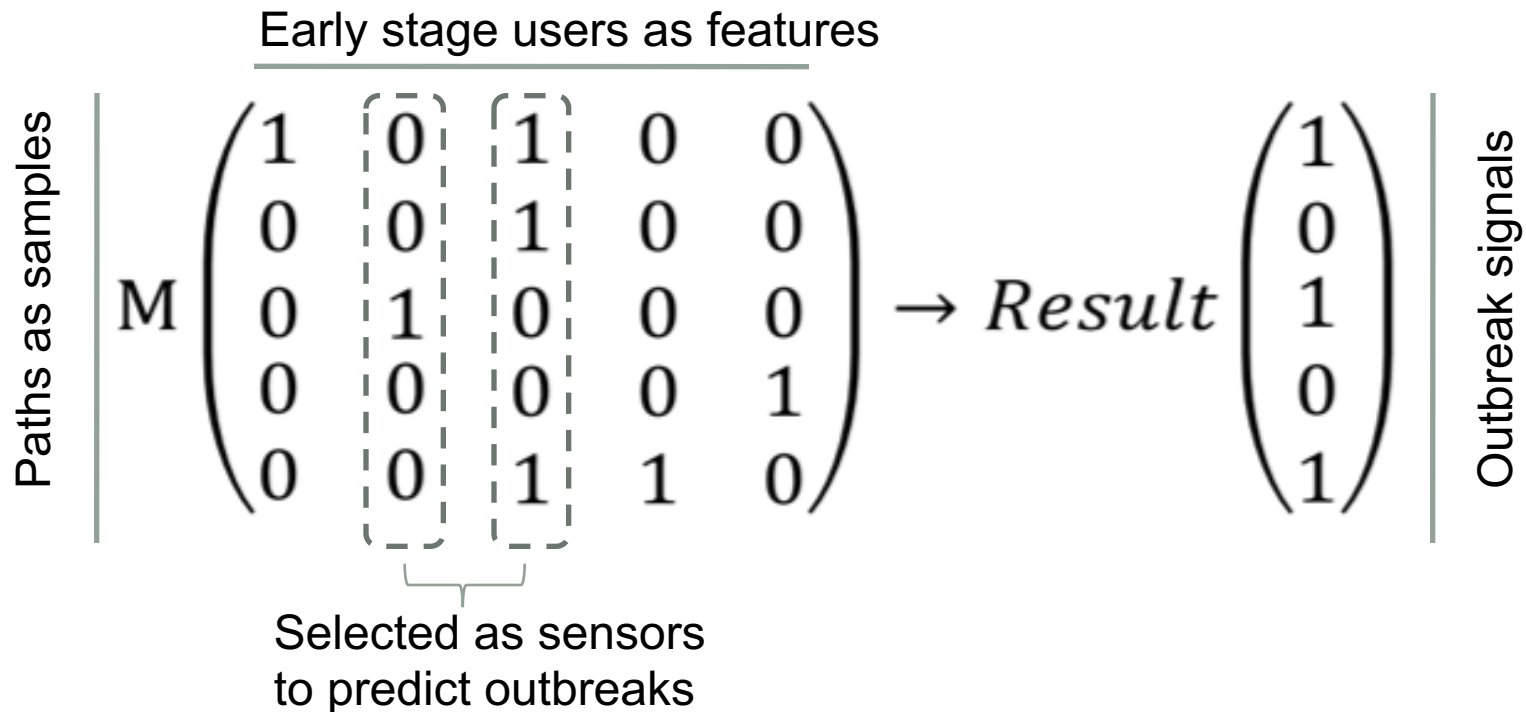 Early stage users as features
Paths as samples
M
1 0 1 0 0
0 0 1 0 0
0 1 0 0 0
0 0 0 0 1
0 0 1 1 0
→ Result
1
0
1
0
1
Outbreak signals
Selected as sensors
to predict outbreaks